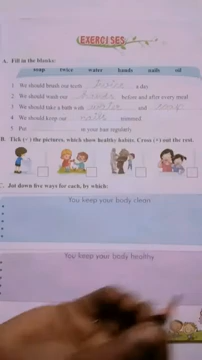 EXERCISES
A. Fill in the blanks:
soap twice water hands nails oil
1 We should brush our teeth twice a day
2 We should wash our hands before and after every meal
3 We should take a bath with water and soap
4 We should keep our nails trimmed
5 Put in your hair regularly
B. Tick (✓) the pictures, which show healthy habits. Cross (×) out the rest.
C. Jot down five ways for each, by which:
You keep your body clean
You keep your body healthy